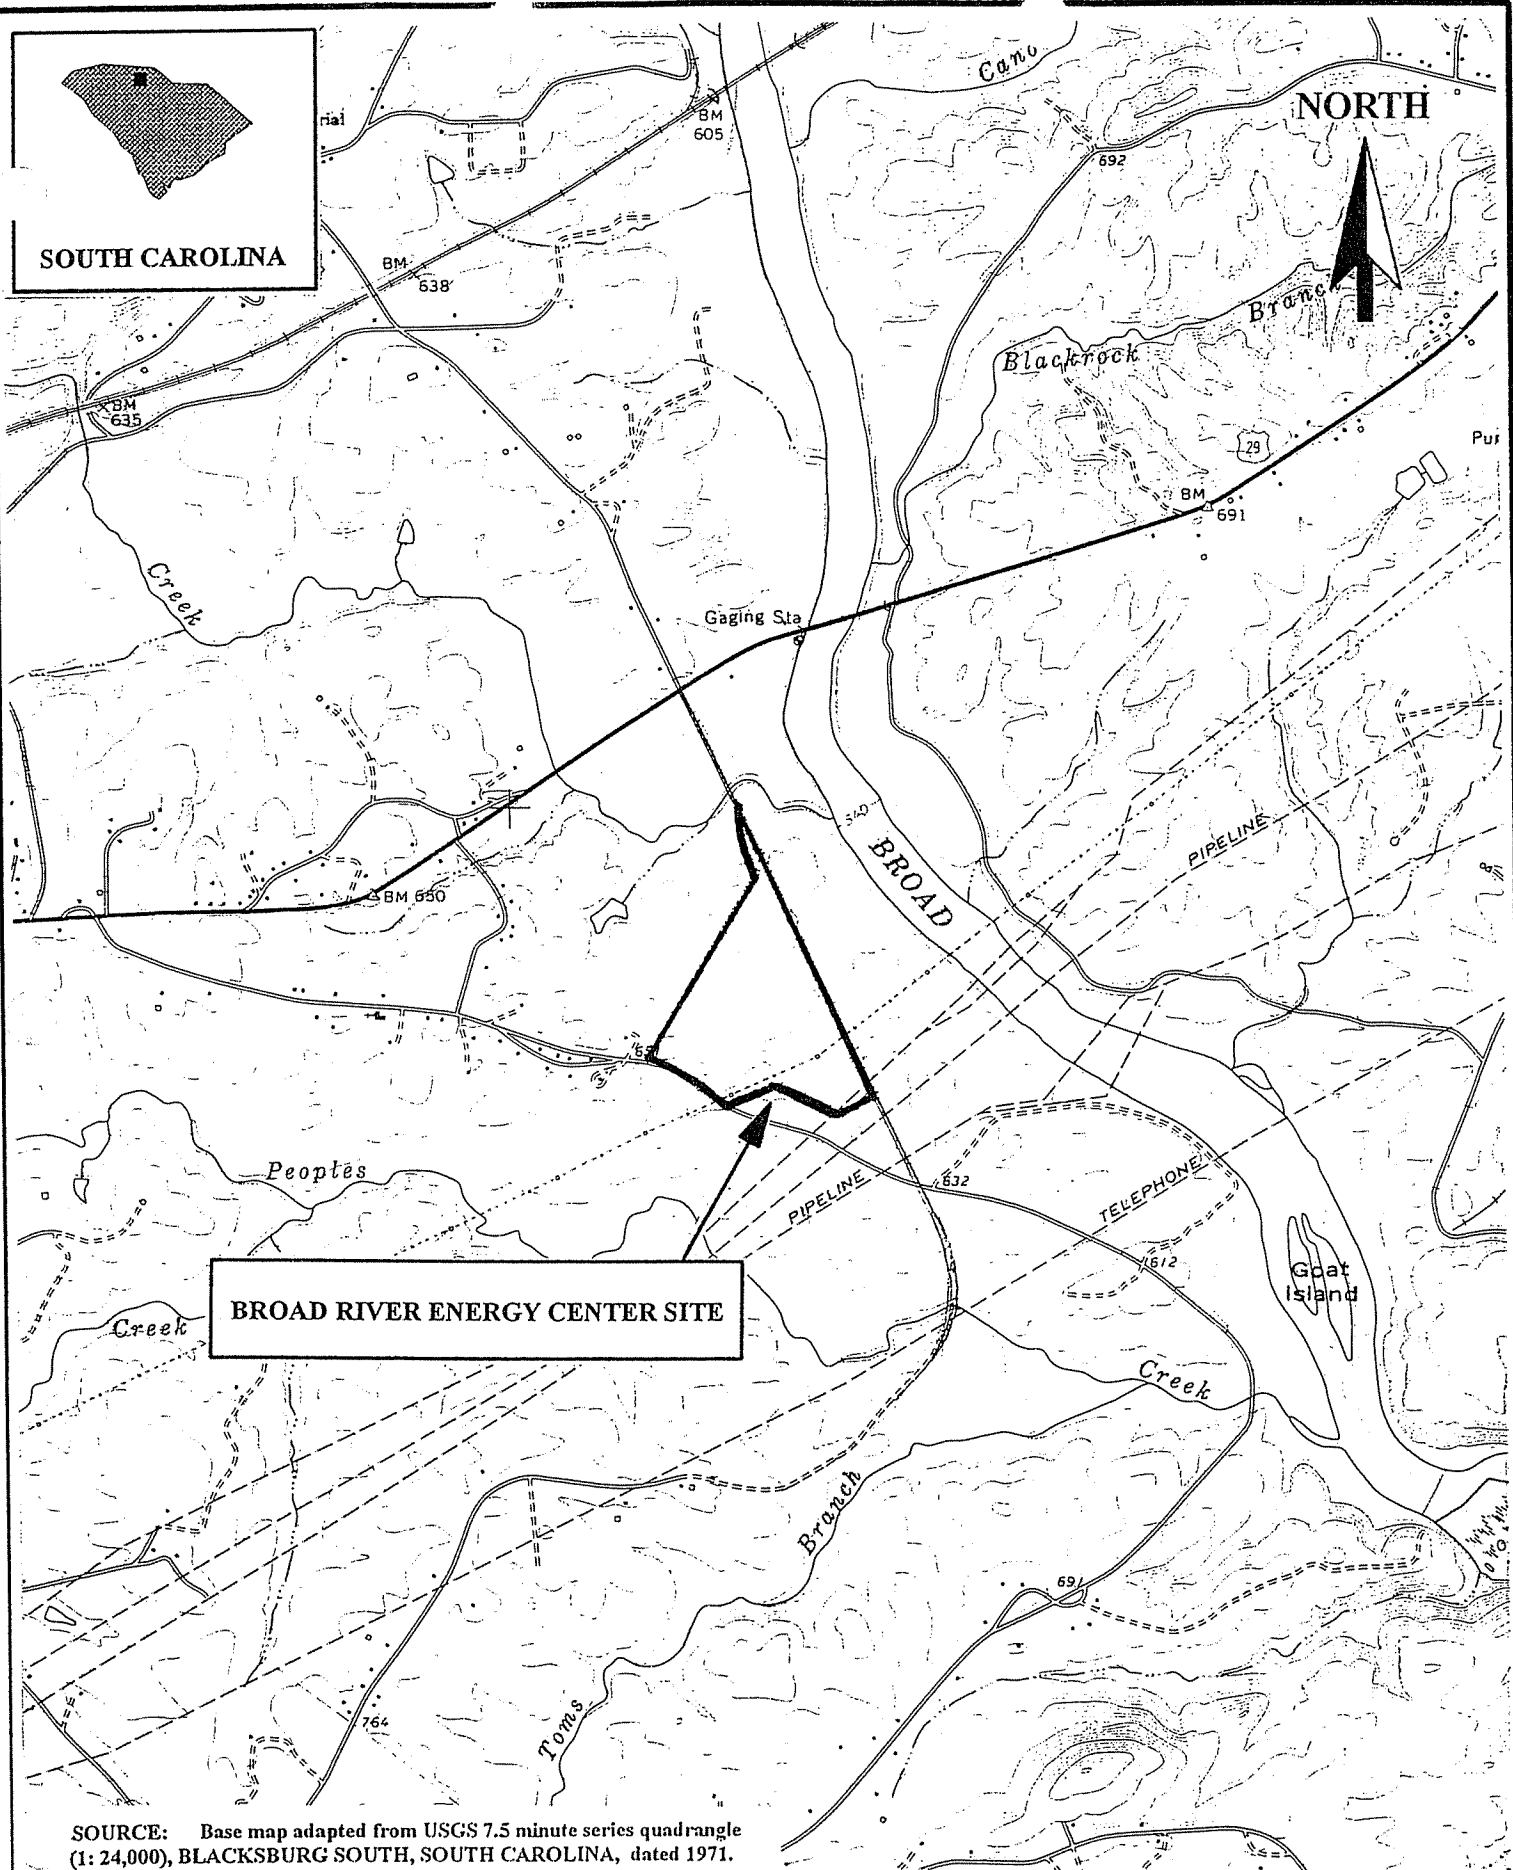 SOUTH CAROLINA
rial
Cano
NORTH
BM
605
692
BM
638
Branch
Blackrock
BM
635
29
BM
691
Creek
Gaging Sta
BROAD
PIPELINE
BM 650
Peoples
632
PIPELINE
TELEPHONE
612
Goat
Island
BROAD RIVER ENERGY CENTER SITE
Creek
Creek
Branch
691
Toms
764
SOURCE: Base map adapted from USGS 7.5 minute series quadrangle
(1: 24,000), BLACKSBURG SOUTH, SOUTH CAROLINA, dated 1971.